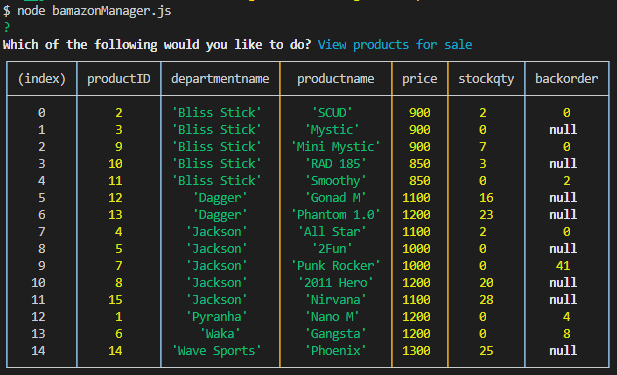 $ node bamazonManager.js
?
Which of the following would you like to do? View products for sale
(index) productID departmentname productname price stockqty backorder
0 2 'Bliss Stick' 'SCUD' 900 2 0
1 3 'Bliss Stick' 'Mystic' 900 0 null
2 9 'Bliss Stick' 'Mini Mystic' 900 7 0
3 10 'Bliss Stick' 'RAD 185' 850 3 null
4 11 'Bliss Stick' 'Smoothy' 850 0 2
5 12 'Dagger' 'Gonad M' 1100 16 null
6 13 'Dagger' 'Phantom 1.0' 1200 23 null
7 4 'Jackson' 'All Star' 1100 2 0
8 5 'Jackson' '2Fun' 1000 0 null
9 7 'Jackson' 'Punk Rocker' 1000 0 41
10 8 'Jackson' '2011 Hero' 1200 20 null
11 15 'Jackson' 'Nirvana' 1100 28 null
12 1 'Pyranha' 'Nano M' 1200 0 4
13 6 'Waka' 'Gangsta' 1200 0 8
14 14 'Wave Sports' 'Phoenix' 1300 25 null